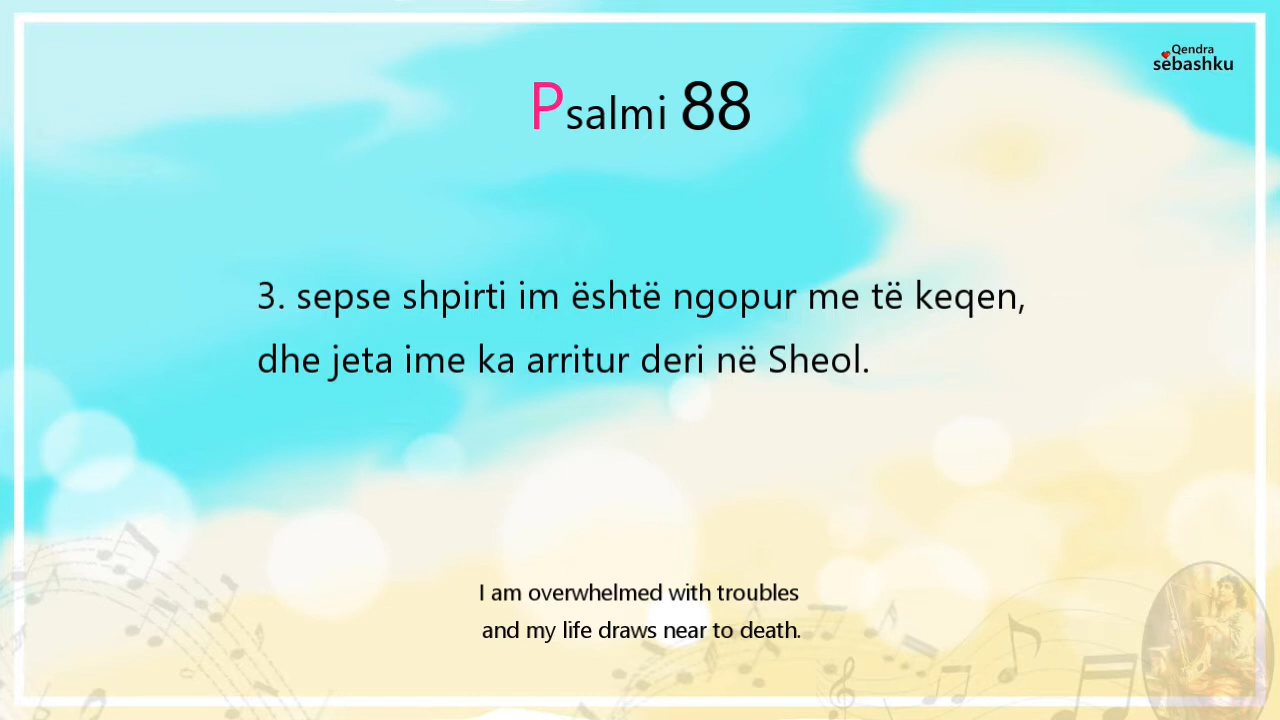 Qendra
sebashku
Psalmi 88
3. sepse shpirti im është ngopur me të keqen,
dhe jeta ime ka arritur deri në Sheol.
I am overwhelmed with troubles
and my life draws near to death.